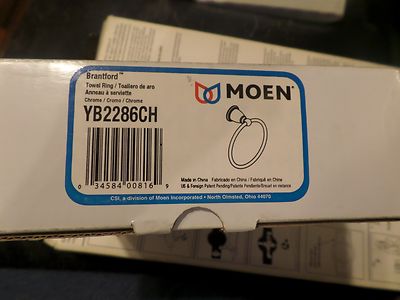 Brantford™
Towel Ring / Toallero de aro
Anneau à serviette
Chrome / Cromo / Chrome
YB2286CH
MOEN®
0 34584 00816 9
Made in China Fabricado en China / Fabriqué en Chine
US & Foreign Patent Pending/Patente Pendiente/Brevet en instance
CSI, a division of Moen Incorporated • North Olmsted, Ohio 44070